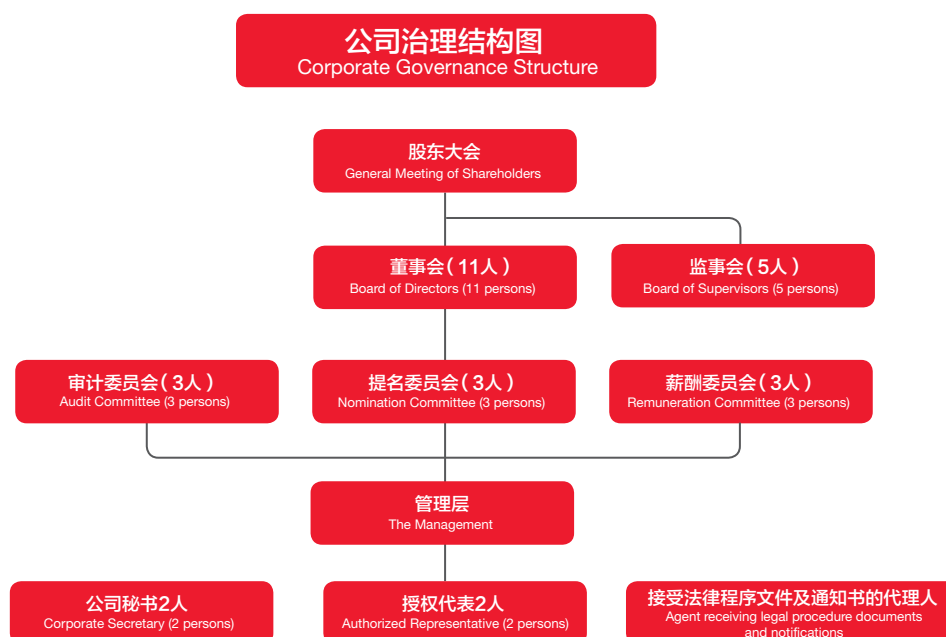 公司治理结构图
Corporate Governance Structure
股东大会
General Meeting of Shareholders
董事会（11人）
Board of Directors (11 persons)
监事会（5人）
Board of Supervisors (5 persons)
审计委员会（3人）
Audit Committee (3 persons)
提名委员会（3人）
Nomination Committee (3 persons)
薪酬委员会（3人）
Remuneration Committee (3 persons)
管理层
The Management
公司秘书2人
Corporate Secretary (2 persons)
授权代表2人
Authorized Representative (2 persons)
接受法律程序文件及通知书的代理人
Agent receiving legal procedure documents
and notifications